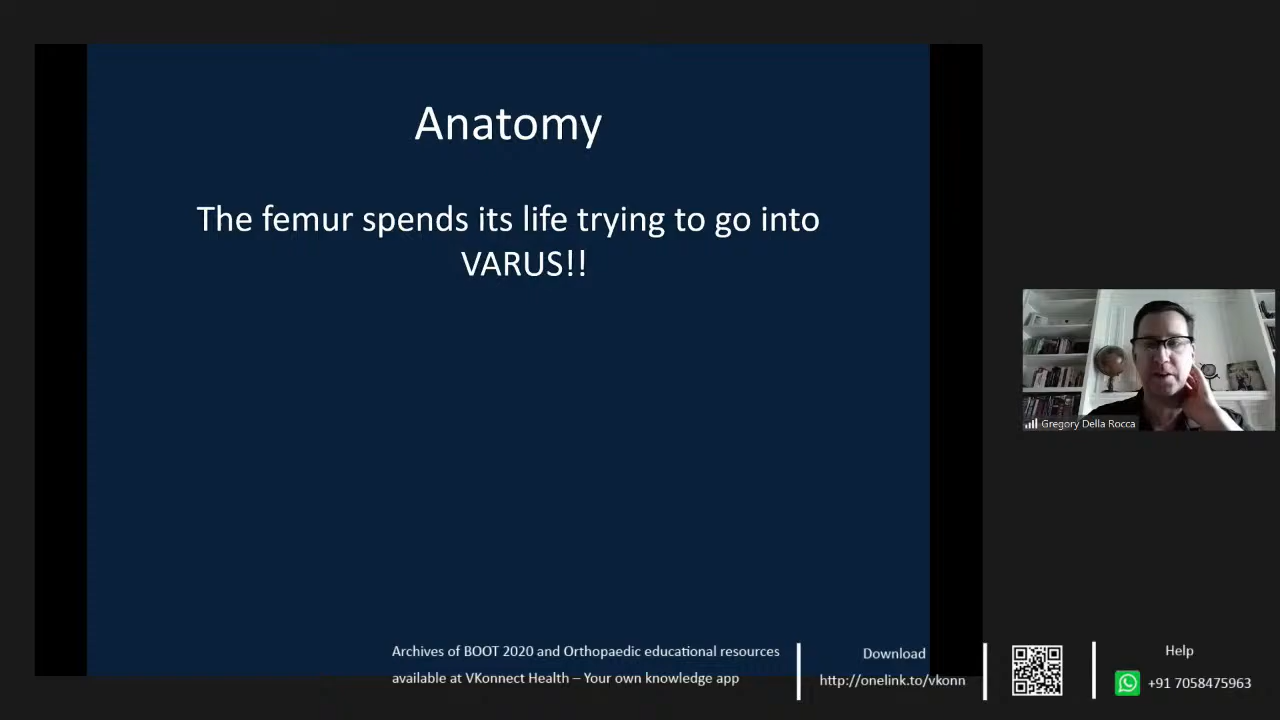 Anatomy
The femur spends its life trying to go into
VARUS!!
Gregory Della Rocca
Archives of BOOT 2020 and Orthopaedic educational resources
available at VKonnect Health – Your own knowledge app
Download
http://onelink.to/vkonn
Help
+91 7058475963